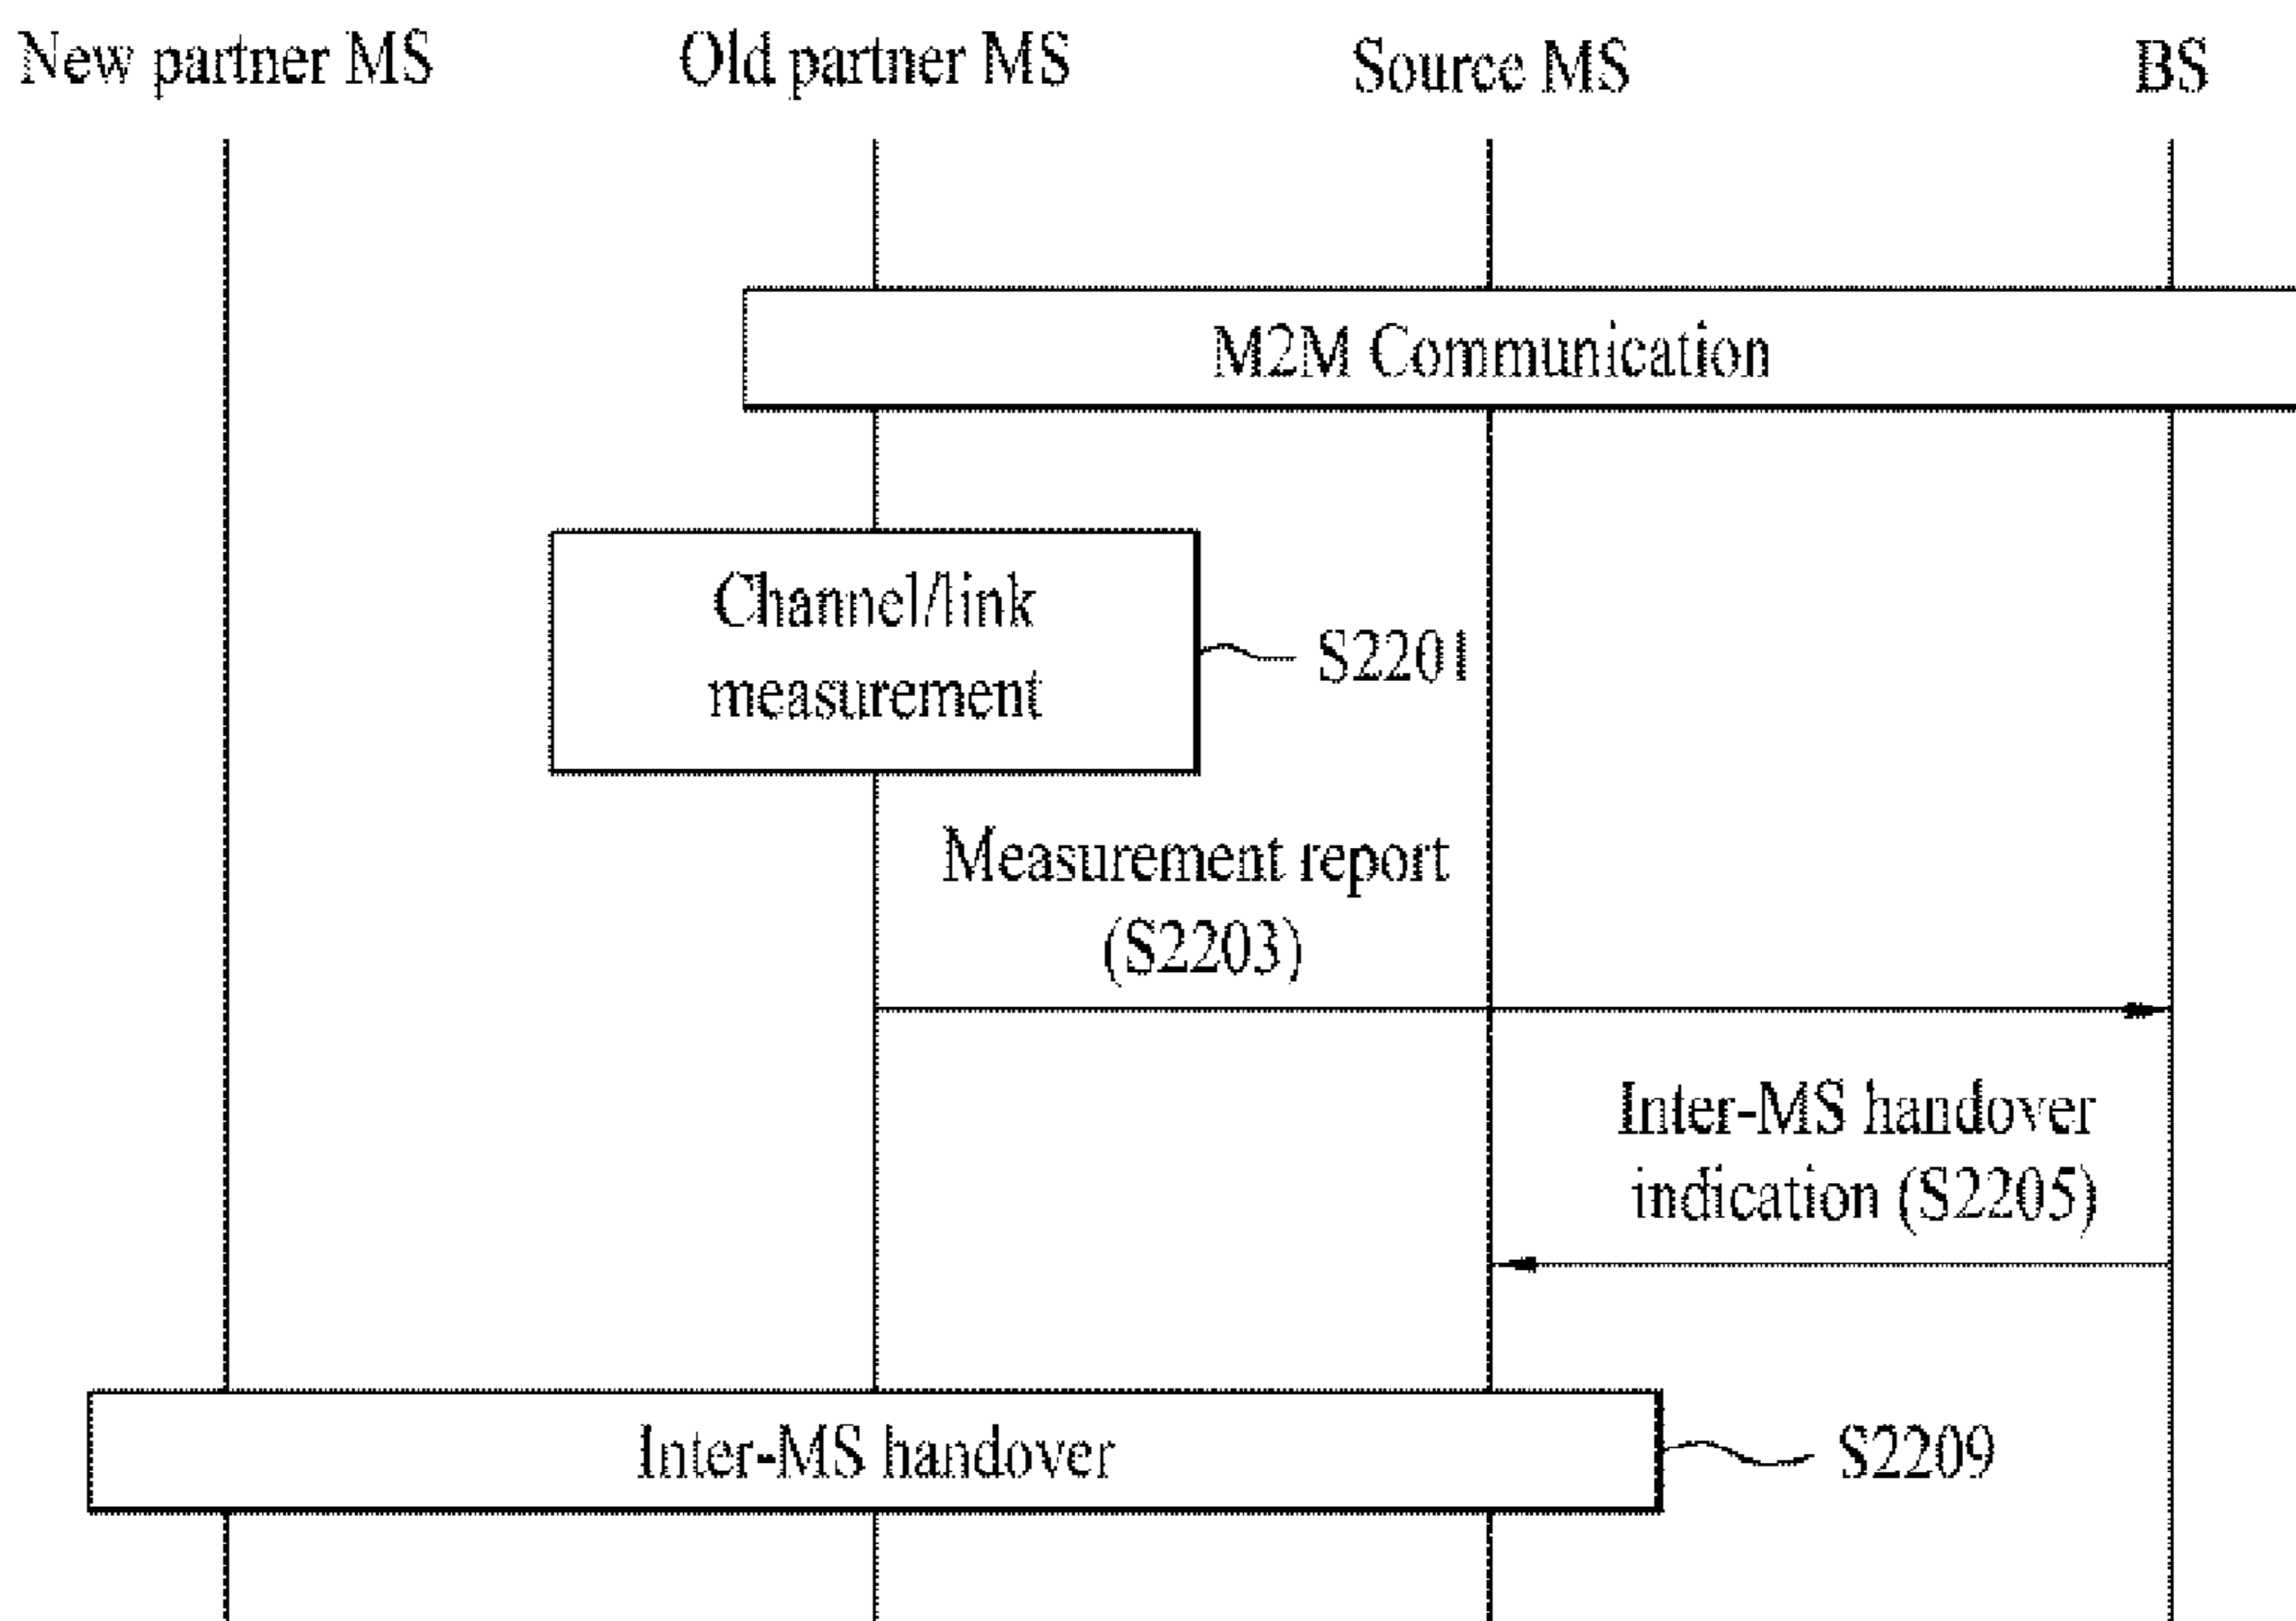 New partner MS
Old partner MS
Source MS
BS
M2M Communication
Channel/link
measurement
S2201
Measurement report
(S2203)
Inter-MS handover
indication (S2205)
Inter-MS handover
S2209